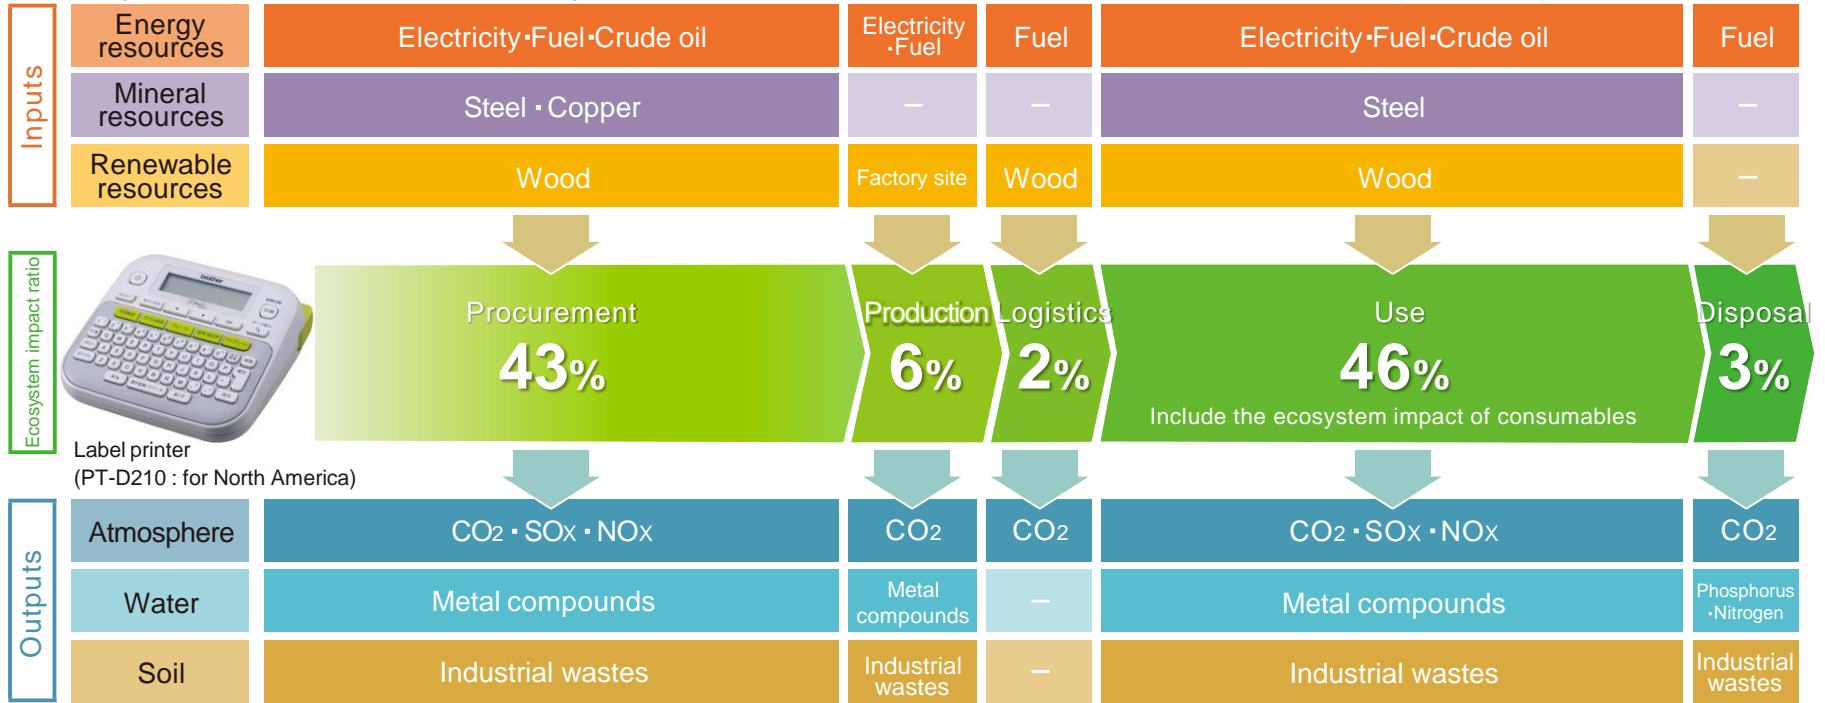 Inputs
Energy
resources
Electricity・Fuel・Crude oil
Electricity
・Fuel
Fuel
Electricity・Fuel・Crude oil
Fuel
Mineral
resources
Steel・Copper
–
–
Steel
–
Renewable
resources
Wood
Factory site
Wood
Wood
–
Ecosystem impact ratio
brother
Procurement
43%
Production
6%
Logistics
2%
Use
46%
Include the ecosystem impact of consumables
Disposal
3%
Label printer
(PT-D210 : for North America)
Outputs
Atmosphere
CO2・SOX・NOX
CO2
CO2
CO2・SOX・NOX
CO2
Water
Metal compounds
Metal
compounds
–
Metal compounds
Phosphorus
・Nitrogen
Soil
Industrial wastes
Industrial
wastes
–
Industrial wastes
Industrial
wastes